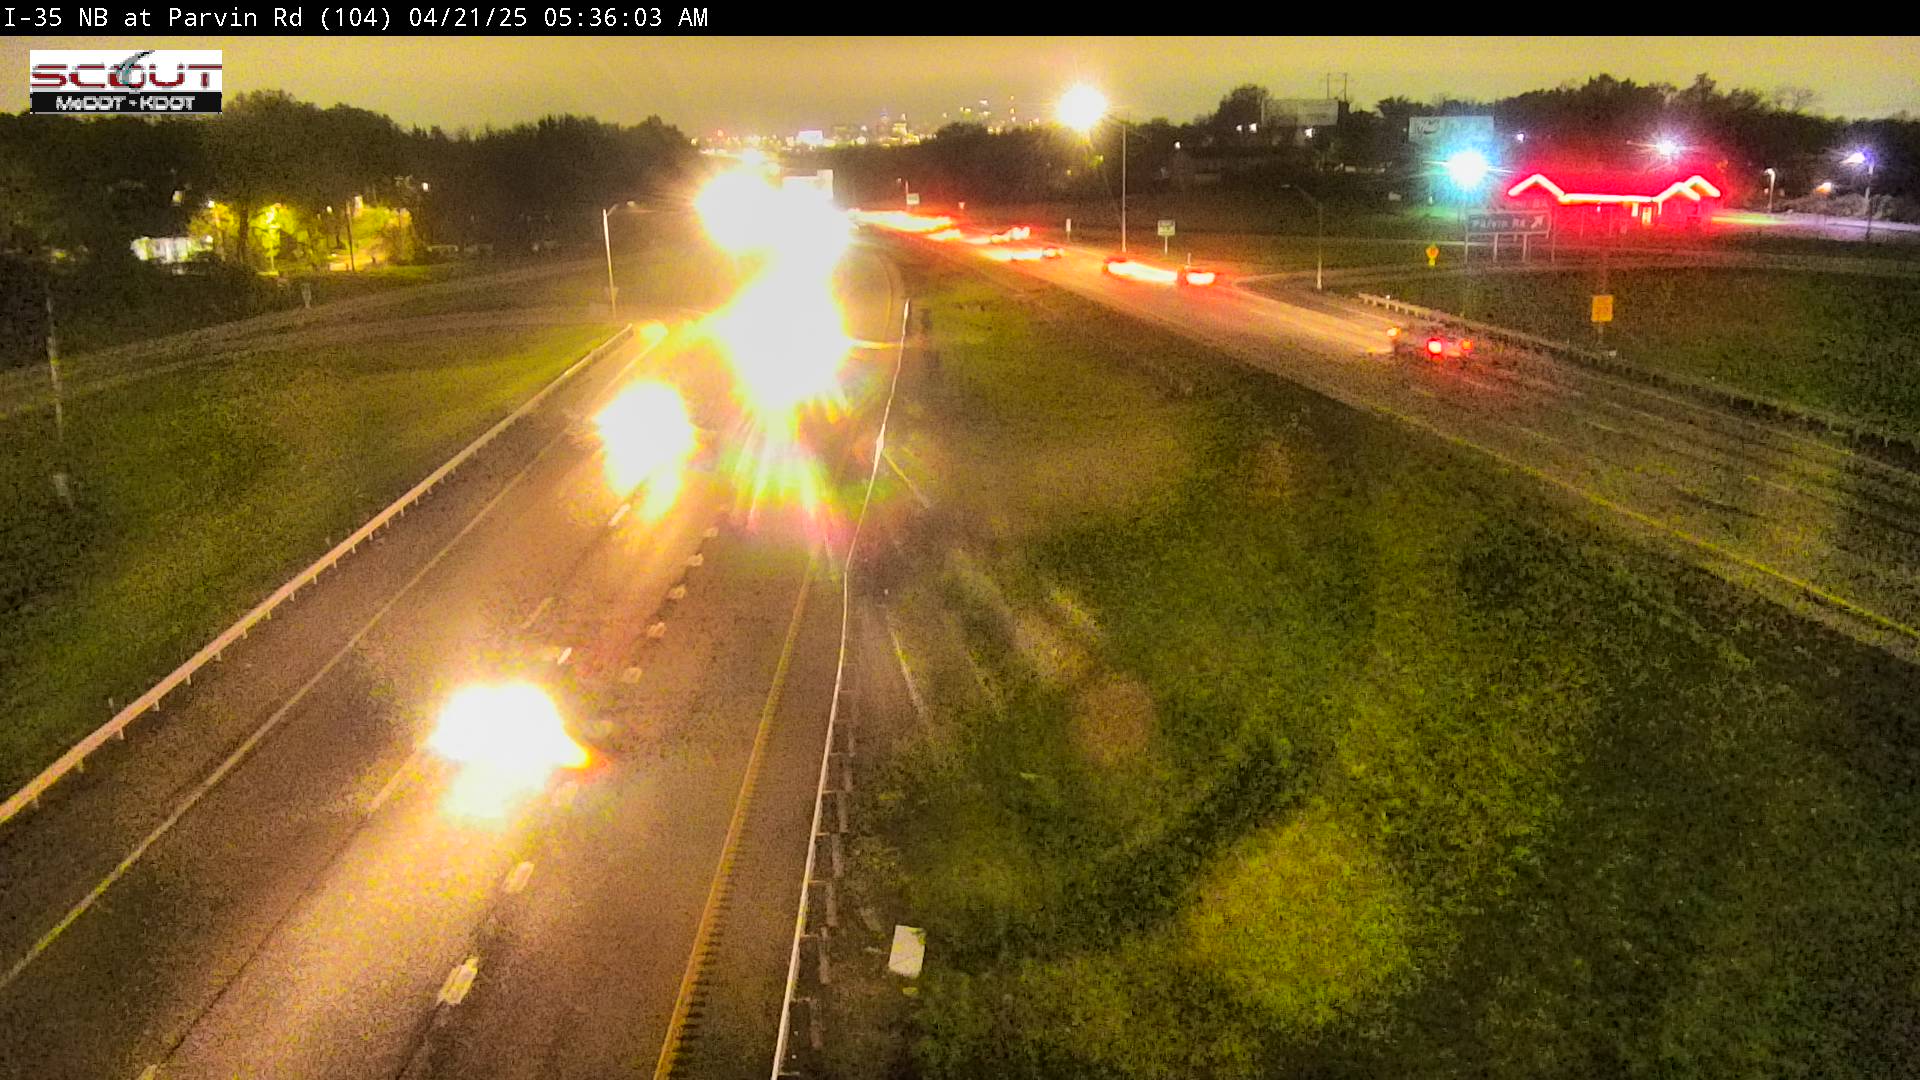 I-35 NB at Parvin Rd (104) 04/21/25 05:36:03 AM
SCOUT
MoDOT - KDOT
Parvin Rd